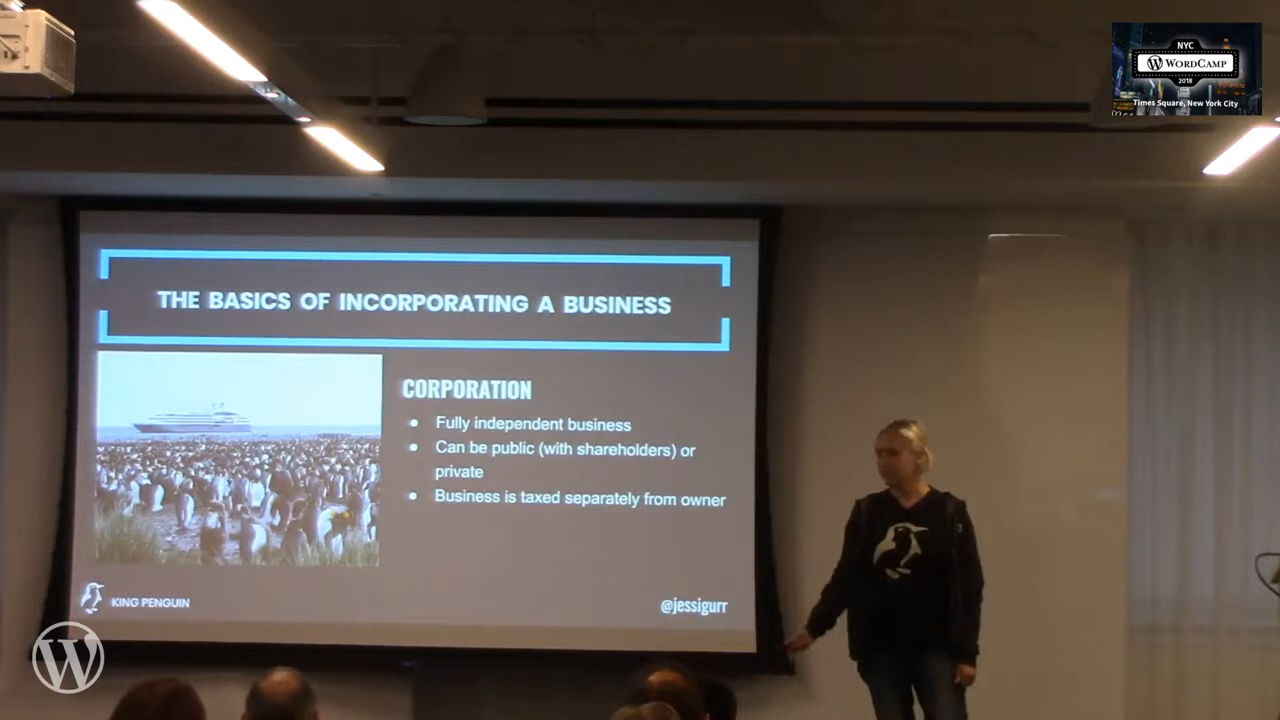 NYC
WORDCAMP
2018
Times Square, New York City
THE BASICS OF INCORPORATING A BUSINESS
CORPORATION
● Fully independent business
● Can be public (with shareholders) or
private
● Business is taxed separately from owner
KING PENGUIN
@jessigurr